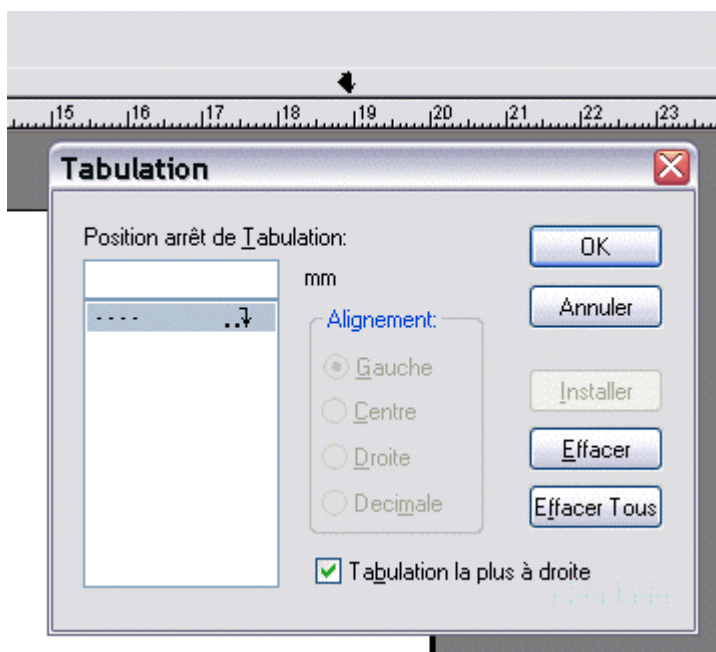 15 16 17 18 19 20 21 22 23
Tabulation
Position arrêt de Tabulation:
mm
OK
Annuler
Alignement:
Gauche
Centre
Droite
Decimale
Installer
Effacer
Effacer Tous
Tabulation la plus à droite